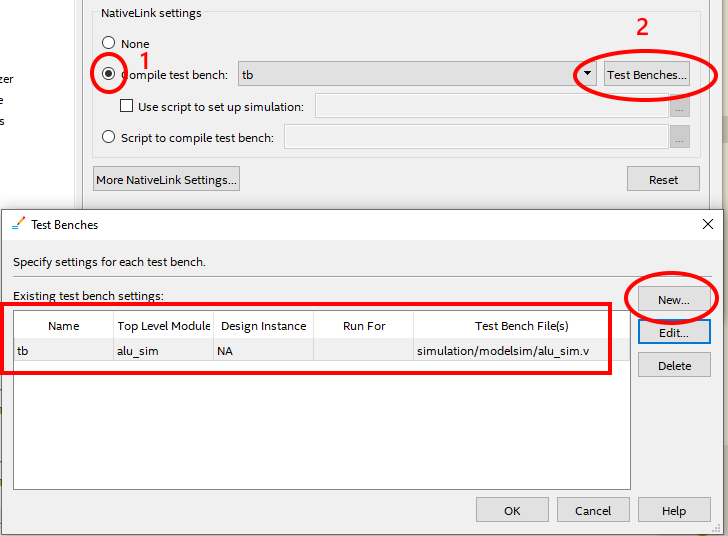 NativeLink settings
2
None
1
Compile test bench: tb Test Benches...
Use script to set up simulation: ...
Script to compile test bench: ...
More NativeLink Settings... Reset
zer
e
s
Test Benches
Specify settings for each test bench.
Existing test bench settings:
New...
Name Top Level Module Design Instance Run For Test Bench File(s)
Edit...
tb alu_sim NA simulation/modelsim/alu_sim.v
Delete
OK Cancel Help